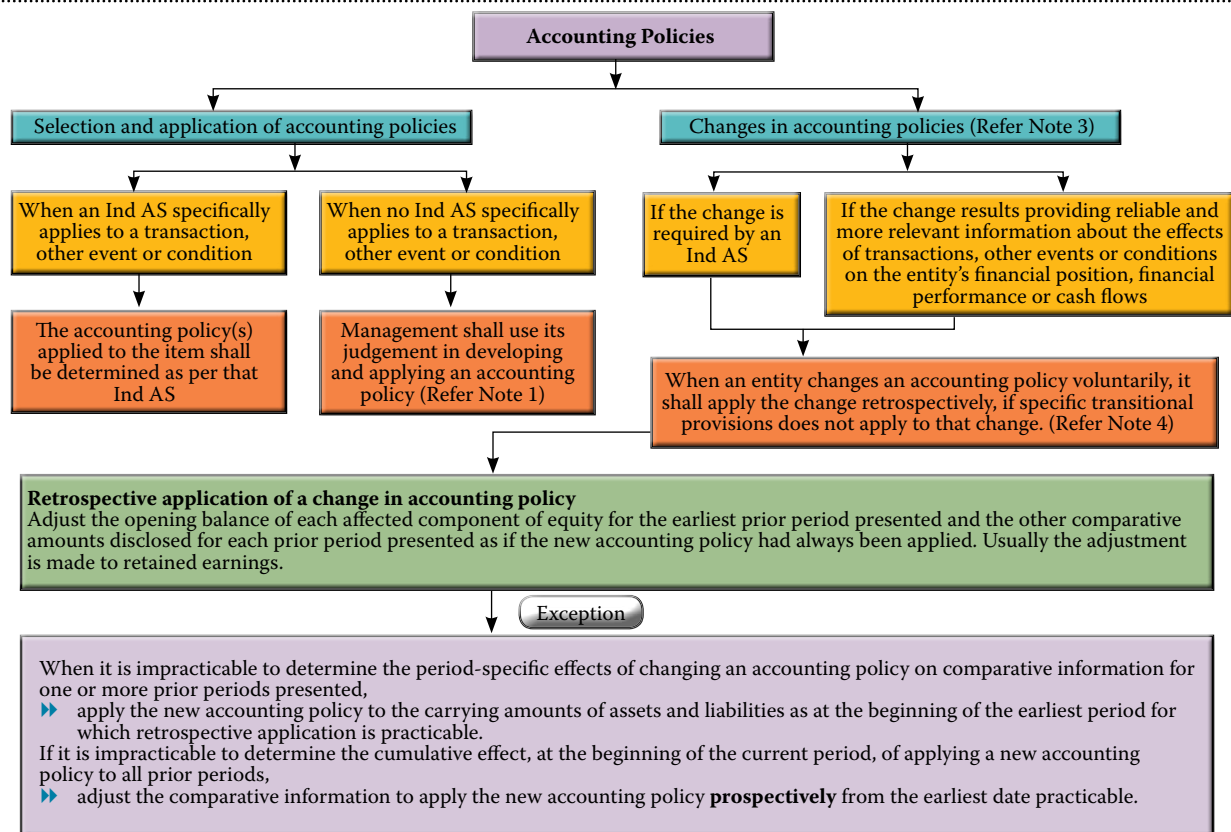 Accounting Policies
Selection and application of accounting policies
Changes in accounting policies (Refer Note 3)
When an Ind AS specifically
applies to a transaction,
other event or condition
When no Ind AS specifically
applies to a transaction,
other event or condition
If the change is
required by an
Ind AS
If the change results providing reliable and
more relevant information about the effects
of transactions, other events or conditions
on the entity's financial position, financial
performance or cash flows
The accounting policy(s)
applied to the item shall
be determined as per that
Ind AS
Management shall use its
judgement in developing
and applying an accounting
policy (Refer Note 1)
When an entity changes an accounting policy voluntarily, it
shall apply the change retrospectively, if specific transitional
provisions does not apply to that change. (Refer Note 4)
Retrospective application of a change in accounting policy
Adjust the opening balance of each affected component of equity for the earliest prior period presented and the other comparative
amounts disclosed for each prior period presented as if the new accounting policy had always been applied. Usually the adjustment
is made to retained earnings.
Exception
When it is impracticable to determine the period-specific effects of changing an accounting policy on comparative information for
one or more prior periods presented,
apply the new accounting policy to the carrying amounts of assets and liabilities as at the beginning of the earliest period for
which retrospective application is practicable.
If it is impracticable to determine the cumulative effect, at the beginning of the current period, of applying a new accounting
policy to all prior periods,
adjust the comparative information to apply the new accounting policy prospectively from the earliest date practicable.